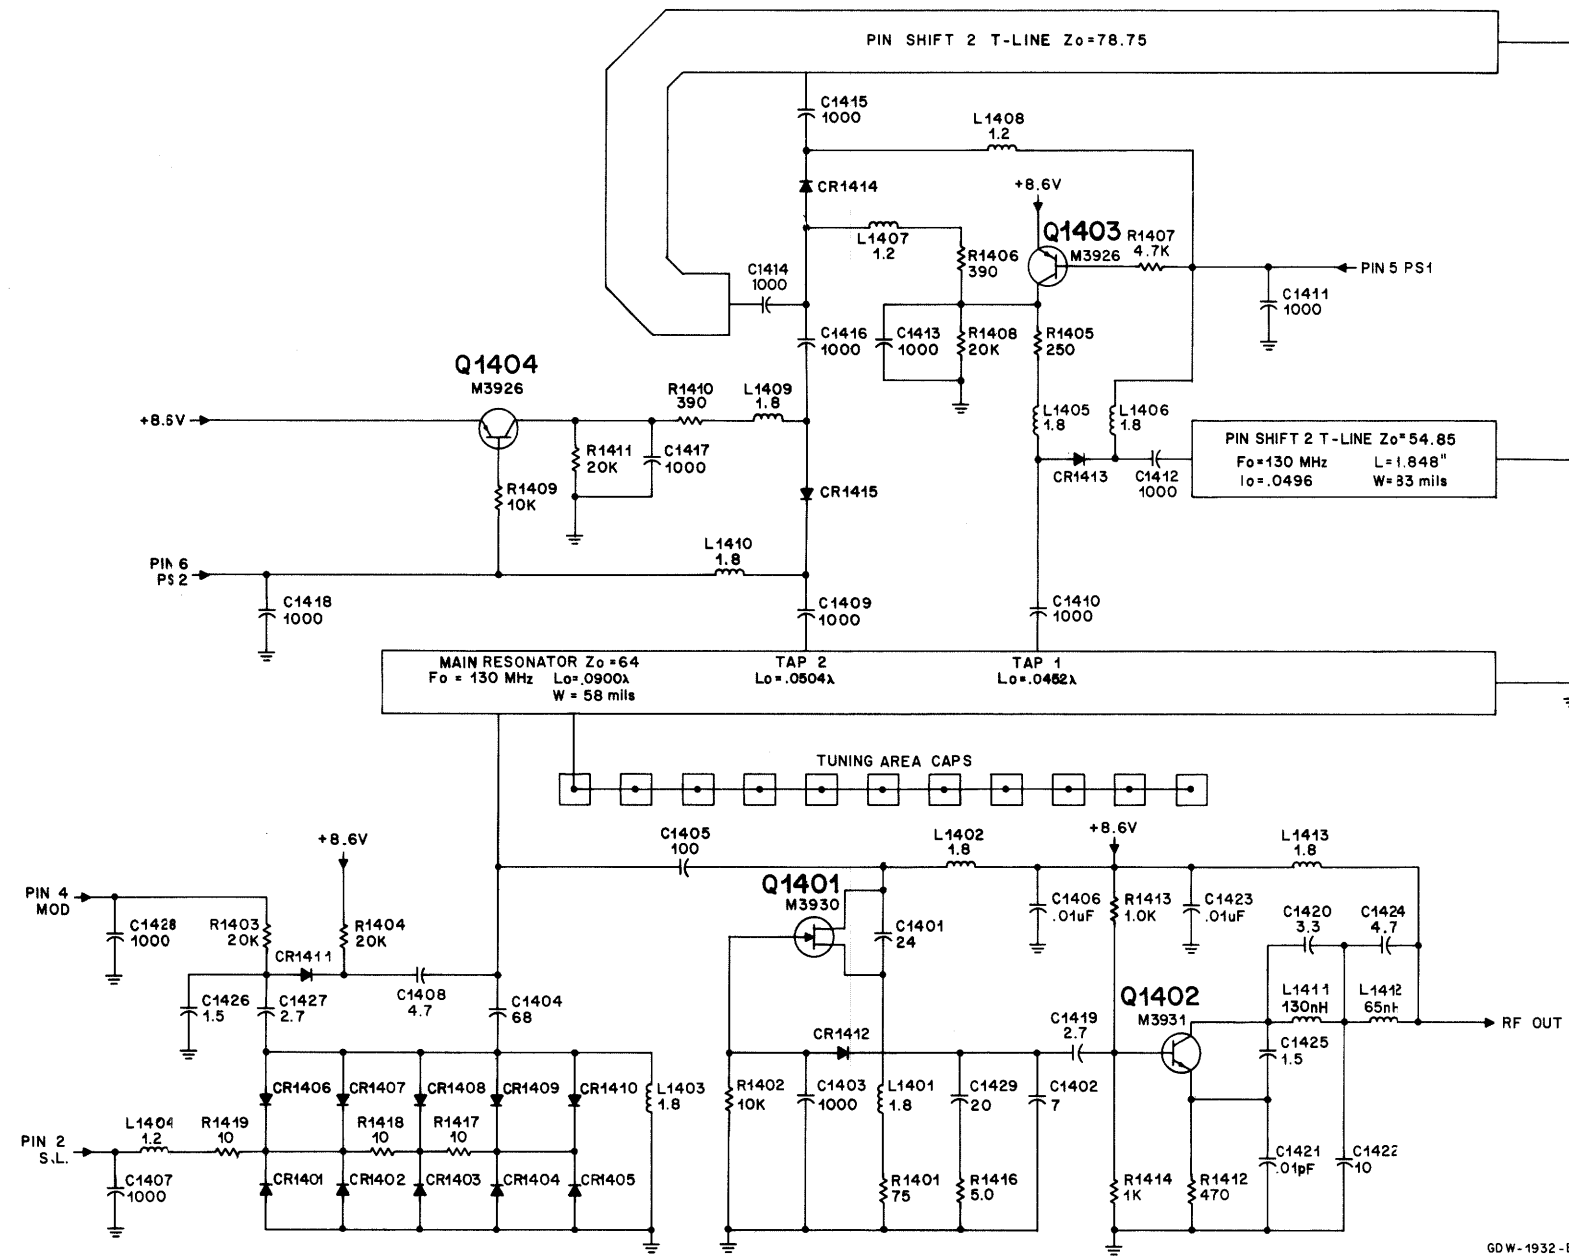 PIN SHIFT 2 T-LINE Zo=78.75
C1415
1000
L1408
1.2
+8.6V
CR1414
Q1403
M3926
R1407
4.7K
L1407
1.2
R1406
390
C1414
1000
PIN 5 PS1
C1411
1000
C1416
1000
C1413
1000
R1408
20K
R1405
250
Q1404
M3926
R1410
390
L1409
1.8
+8.6V
L1405
1.8
L1406
1.8
R1411
20K
C1417
1000
PIN SHIFT 2 T-LINE Zo=54.85
Fo=130 MHz L=1.848"
lo=.0496 W=83 mils
R1409
10K
CR1415
CR1413
C1412
1000
L1410
1.8
PIN 6
PS2
C1418
1000
C1409
1000
C1410
1000
MAIN RESONATOR Zo=64
Fo = 130 MHz Lo=.0900λ
W = 58 mils
TAP 2
Lo=.0504λ
TAP 1
Lo=.0452λ
TUNING AREA CAPS
+8.6V
C1405
100
L1402
1.8
+8.6V
L1413
1.8
PIN 4
MOD
C1428
1000
R1403
20K
R1404
20K
Q1401
M3930
C1401
24
C1406
.01uF
R1413
1.0K
C1423
.01uF
C1420
3.3
C1424
4.7
CR1411
C1426
1.5
C1427
2.7
C1408
4.7
C1404
68
Q1402
M3931
L1411
130nH
L1412
65nH
RF OUT
CR1412
C1419
2.7
C1425
1.5
CR1406
CR1407
CR1408
CR1409
CR1410
L1403
1.8
R1402
10K
C1403
1000
L1401
1.8
C1429
20
C1402
7
PIN 2
S.L.
L1404
1.2
R1419
10
R1418
10
R1417
10
C1407
1000
CR1401
CR1402
CR1403
CR1404
CR1405
R1401
75
R1416
5.0
R1414
1K
R1412
470
C1421
.01pF
C1422
10